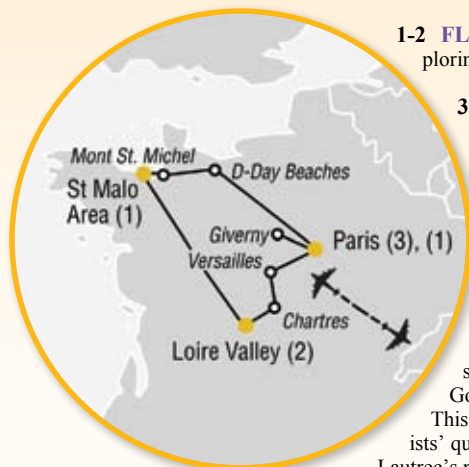 1-2 FL
plorin
3
Mont St. Michel
D-Day Beaches
St Malo
Area (1)
Giverny
Paris (3), (1)
Versailles
Chartres
Loire Valley (2)
s
Go
This
ists' qu